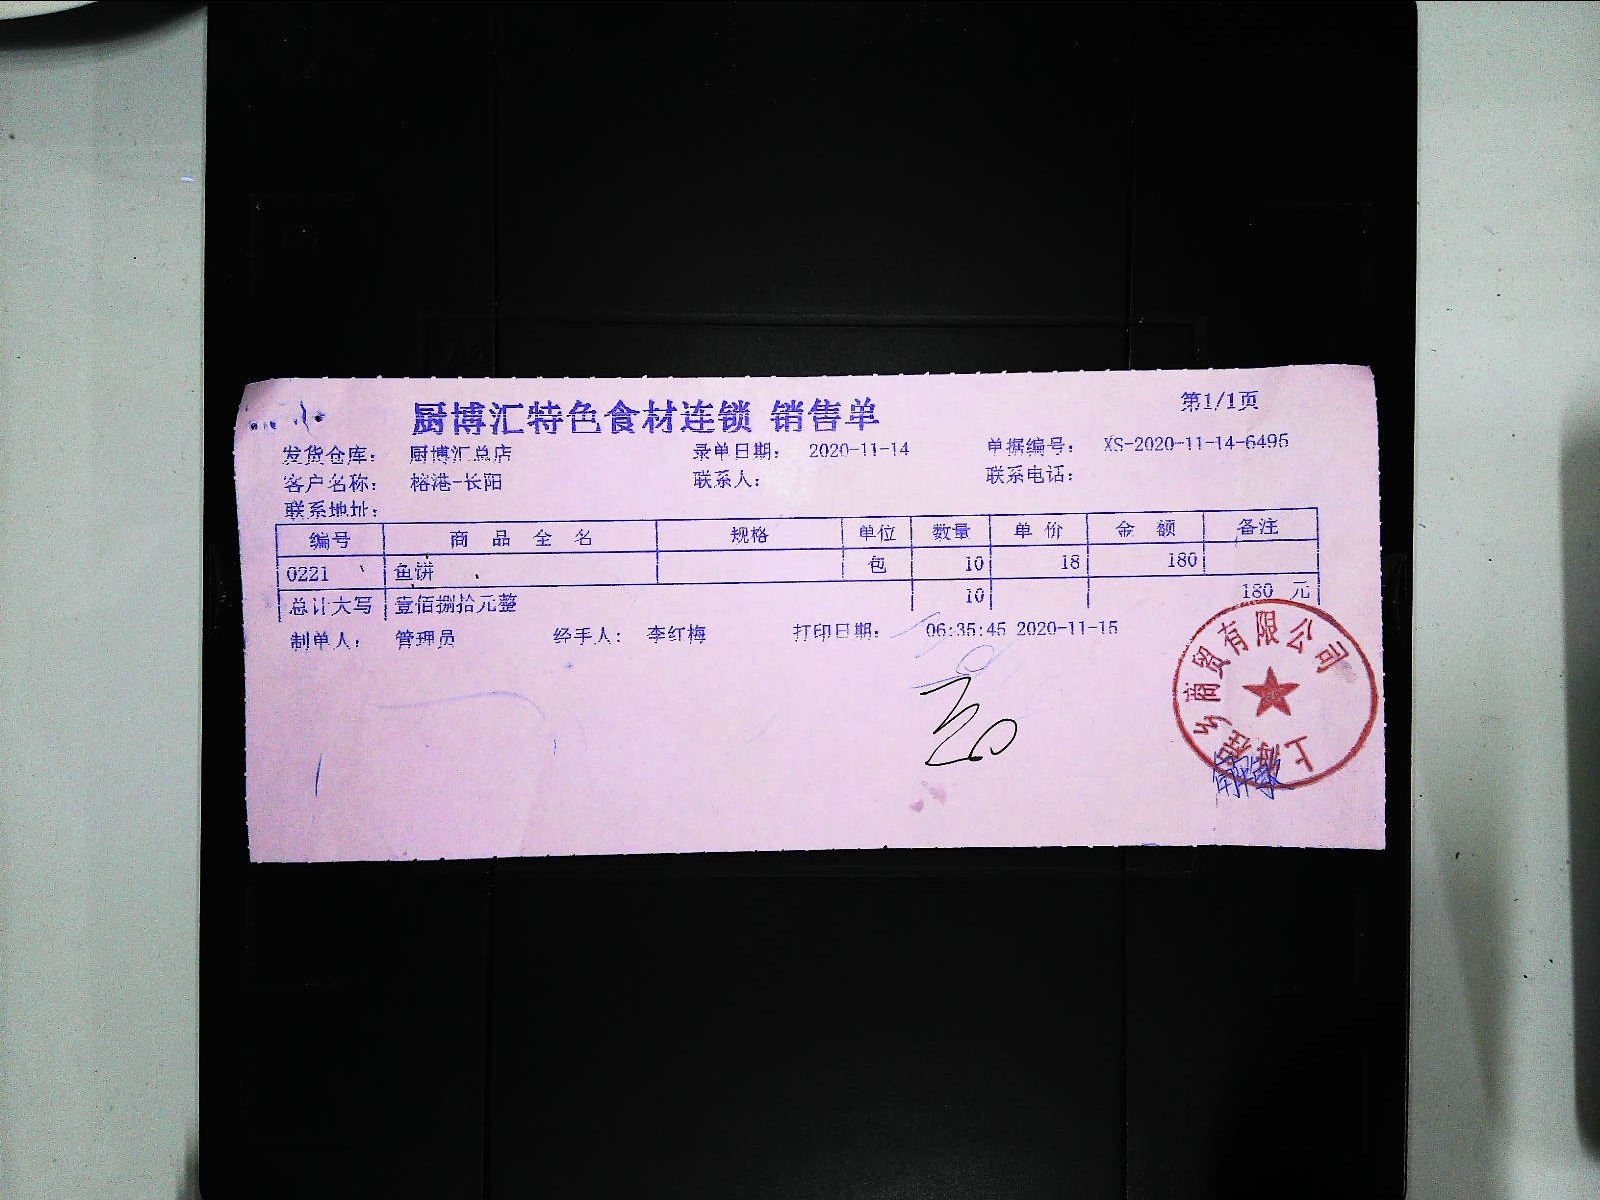 厨博汇特色食材连锁 销售单 第1/1页
发货仓库： 厨博汇总店 录单日期： 2020-11-14 单据编号： XS-2020-11-14-6495
客户名称： 榕港-长阳 联系人： 联系电话：
联系地址：
编号 商品全名 规格 单位 数量 单价 金额 备注
0221 鱼饼 包 10 18 180
总计大写 壹佰捌拾元整 10 180 元
制单人： 管理员 经手人： 李红梅 打印日期： 06:35:45 2020-11-15
上海 乡商贸有限公司